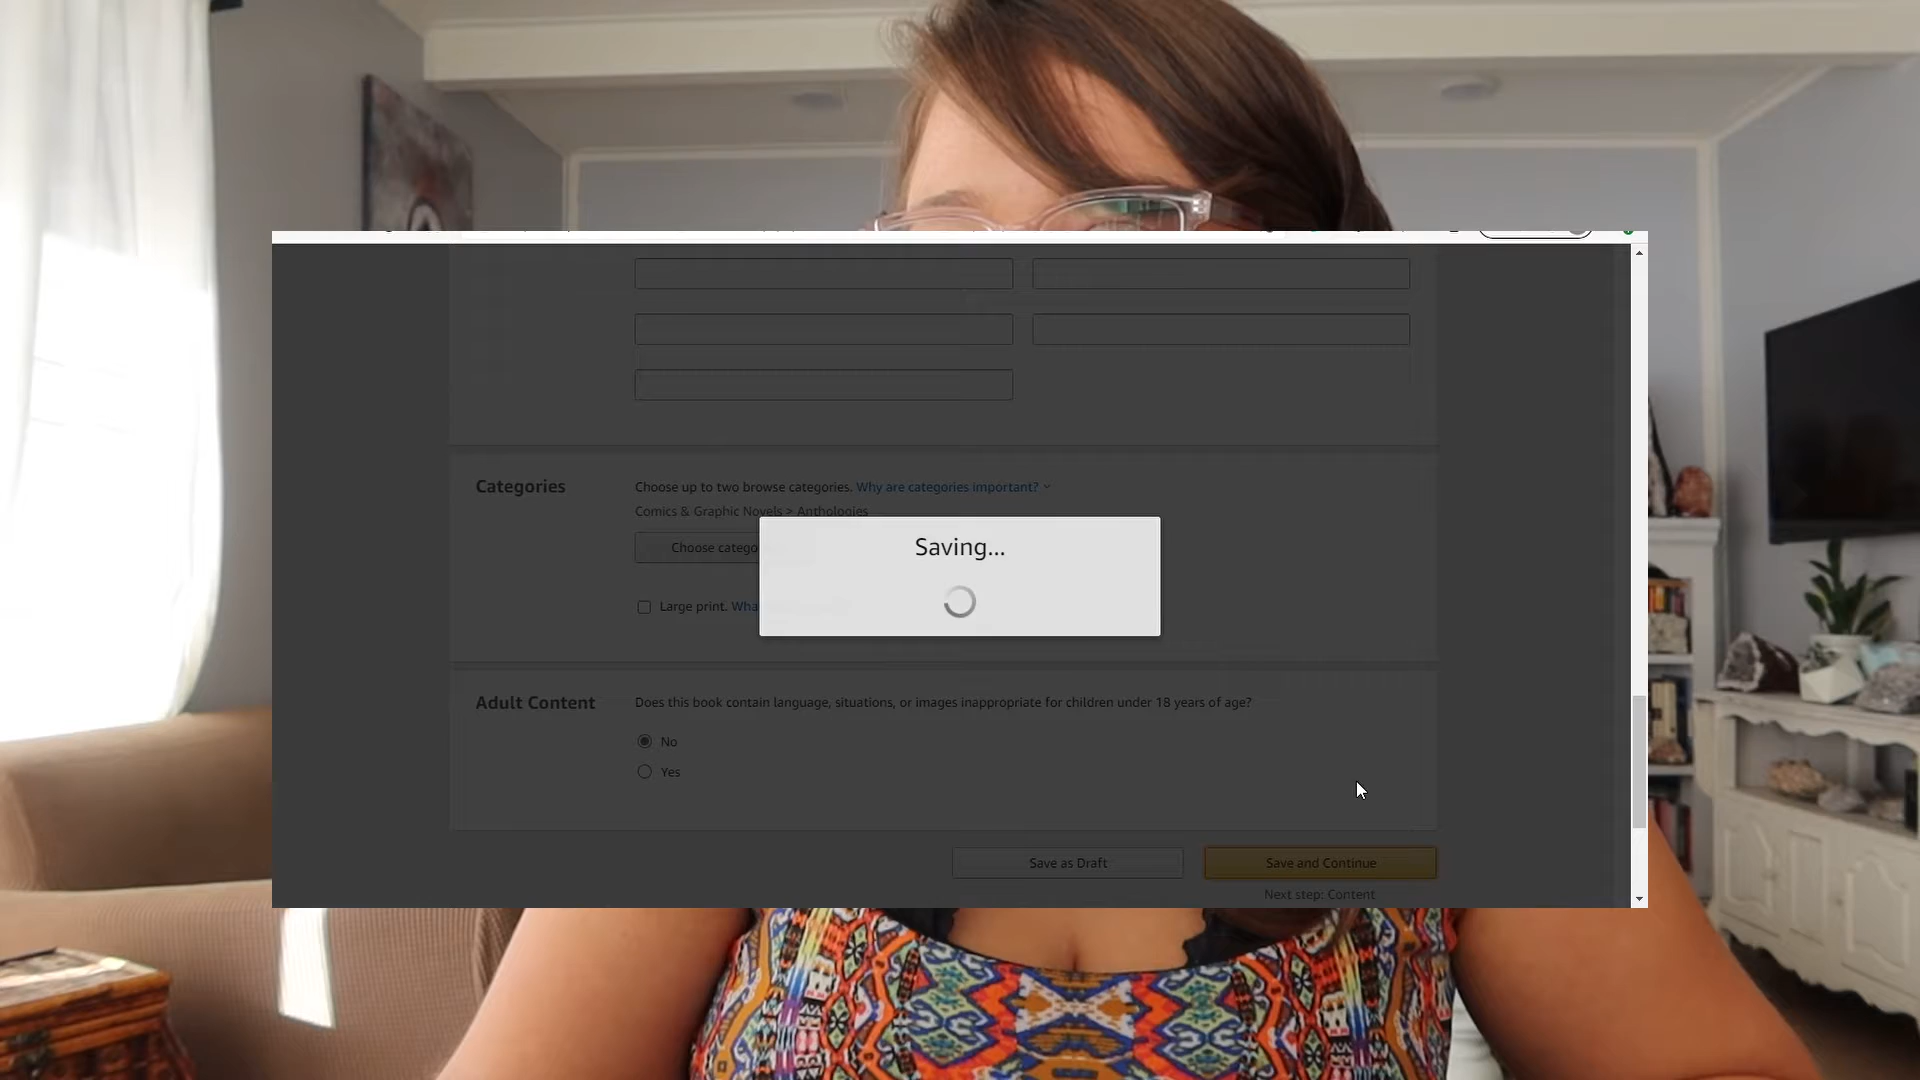 Categories
Choose up to two browse categories. Why are categories important?
Comics & Graphic Novels > Anthologies
Choose
Large print.
Saving...
Adult Content
Does this book contain language, situations, or images inappropriate for children under 18 years of age?
No
Yes
Save as Draft
Save and Continue
Next step: Content